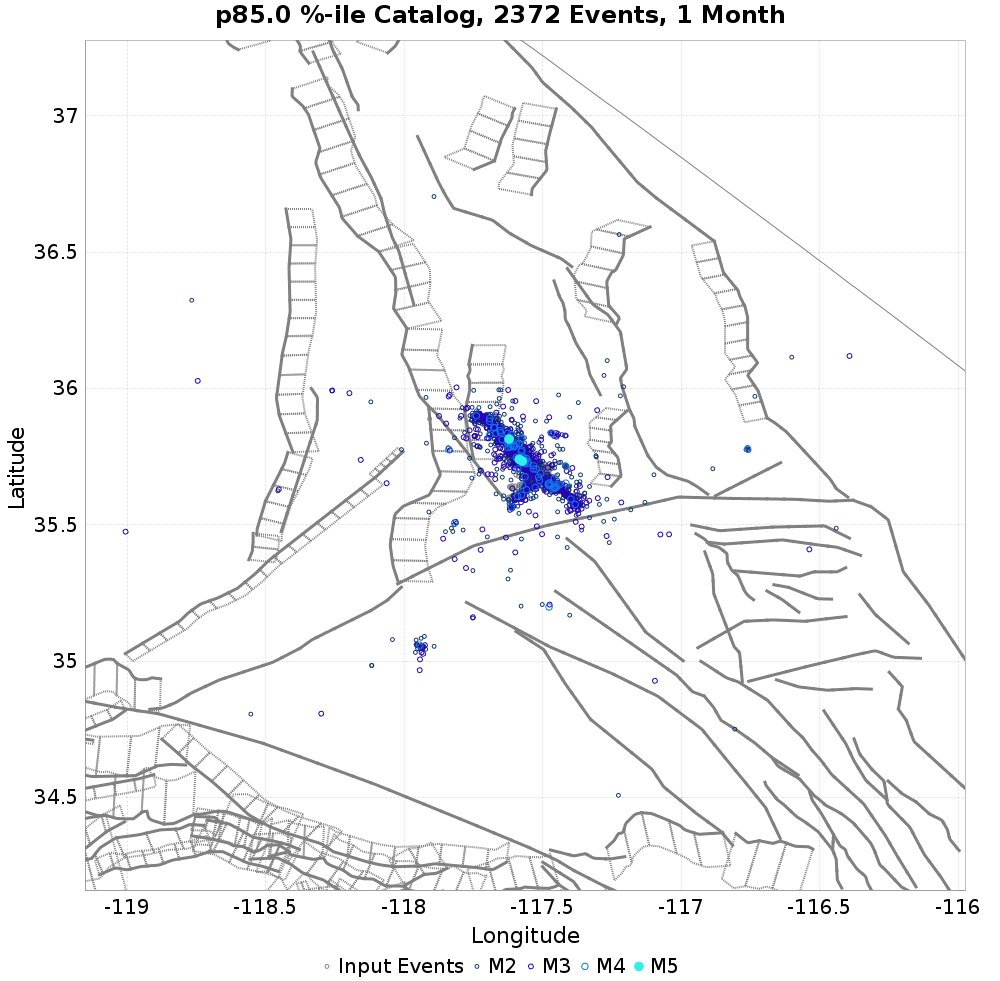 p85.0 %-ile Catalog, 2372 Events, 1 Month
37
36.5
36
35.5
35
34.5
Latitude
-119 -118.5 -118 -117.5 -117 -116.5 -116
Longitude
Input Events M2 M3 M4 M5